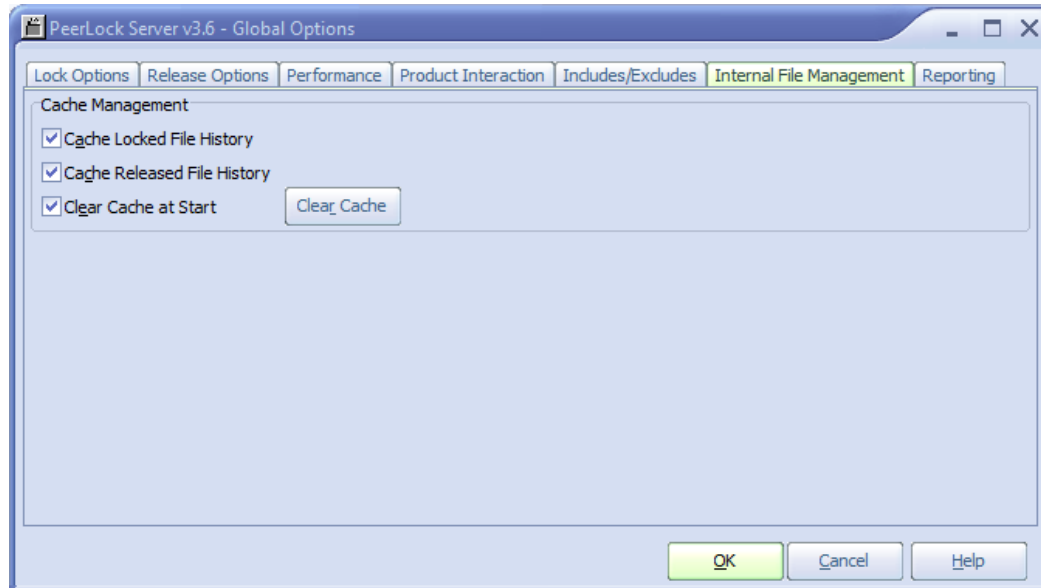 PeerLock Server v3.6 - Global Options
Lock Options Release Options Performance Product Interaction Includes/Excludes Internal File Management Reporting
Cache Management
Cache Locked File History
Cache Released File History
Clear Cache at Start Clear Cache
OK Cancel Help